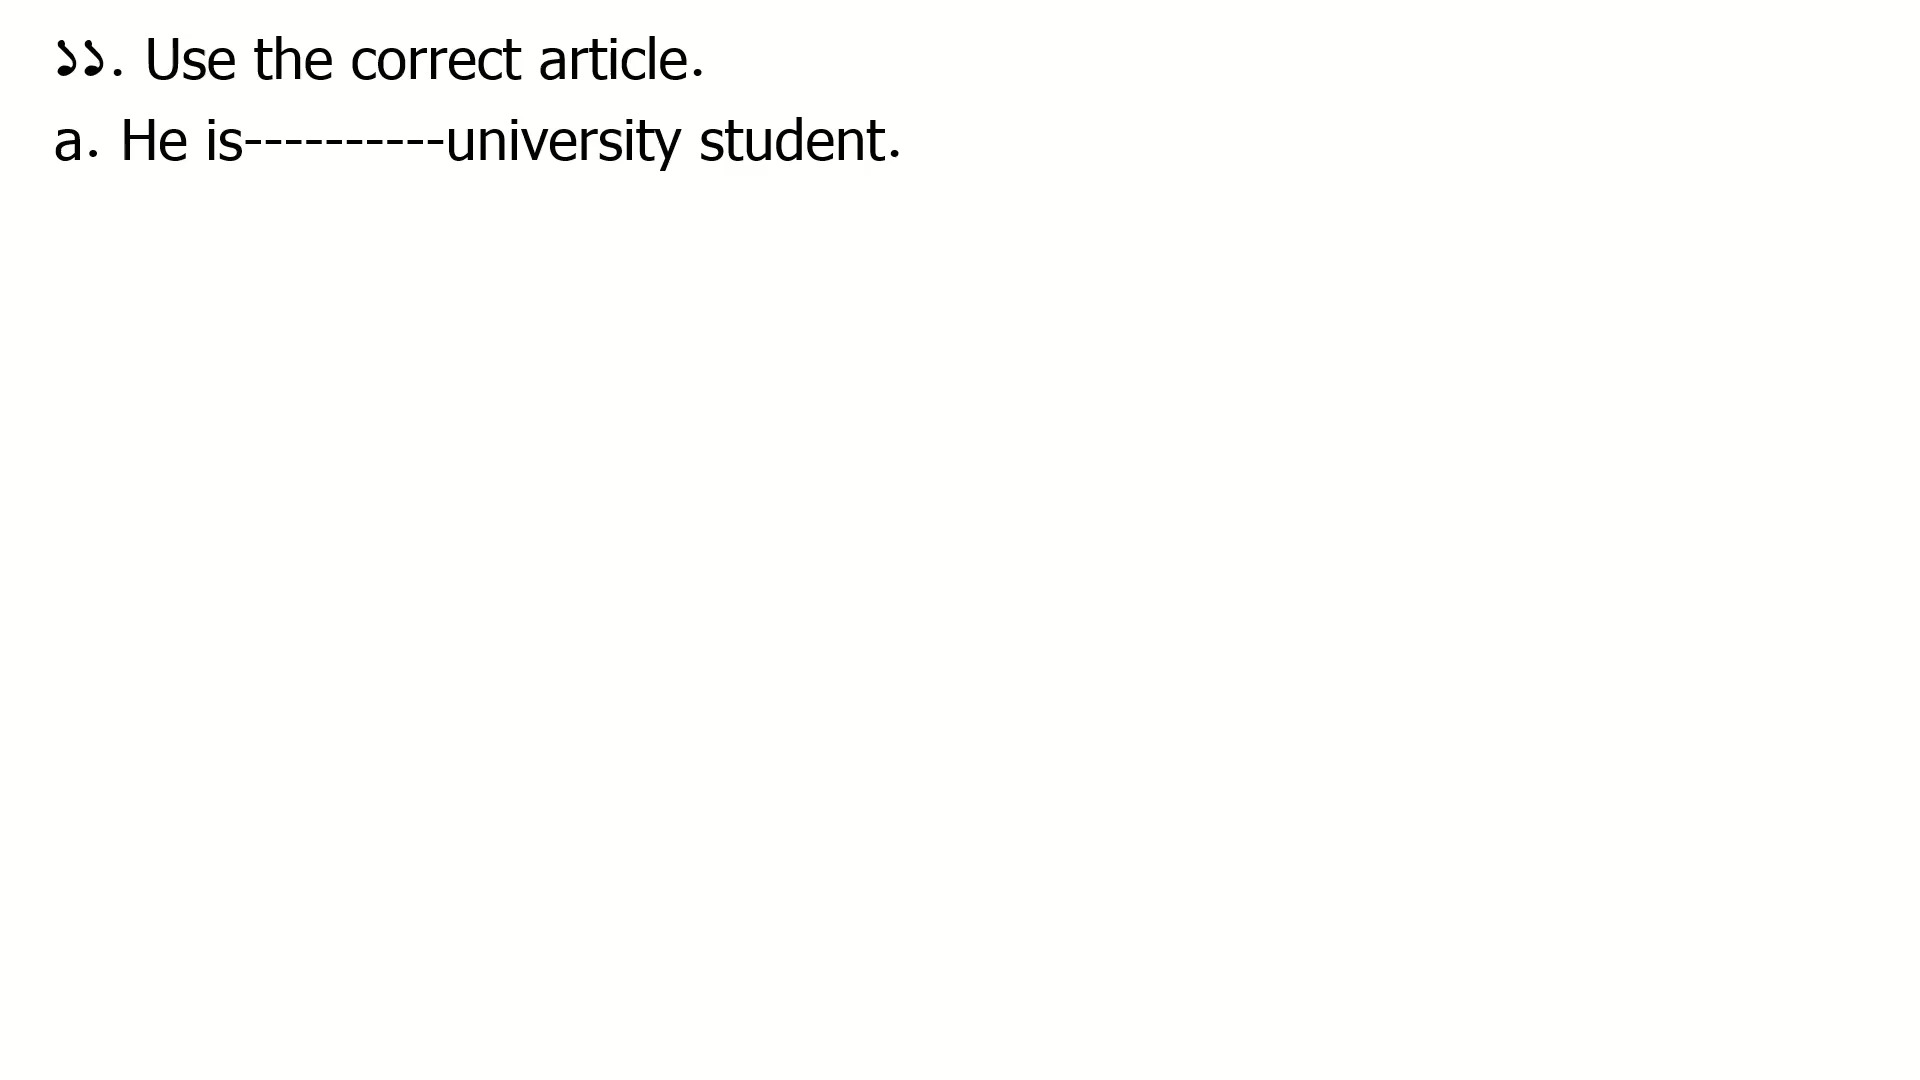 ১১. Use the correct article.
a. He is----------university student.